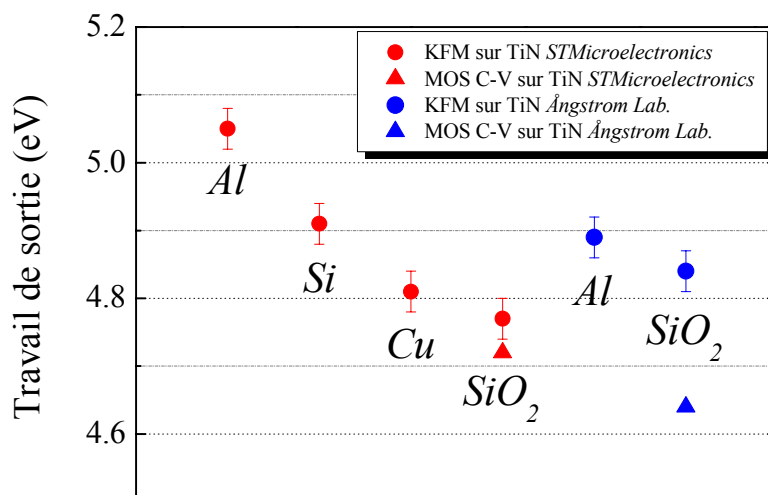 5.2
KFM sur TiN STMicroelectronics
MOS C-V sur TiN STMicroelectronics
KFM sur TiN Ångstrom Lab.
MOS C-V sur TiN Ångstrom Lab.
Travail de sortie (eV)
5.0
Al
Si
Al
4.8
Cu
SiO₂
SiO₂
4.6